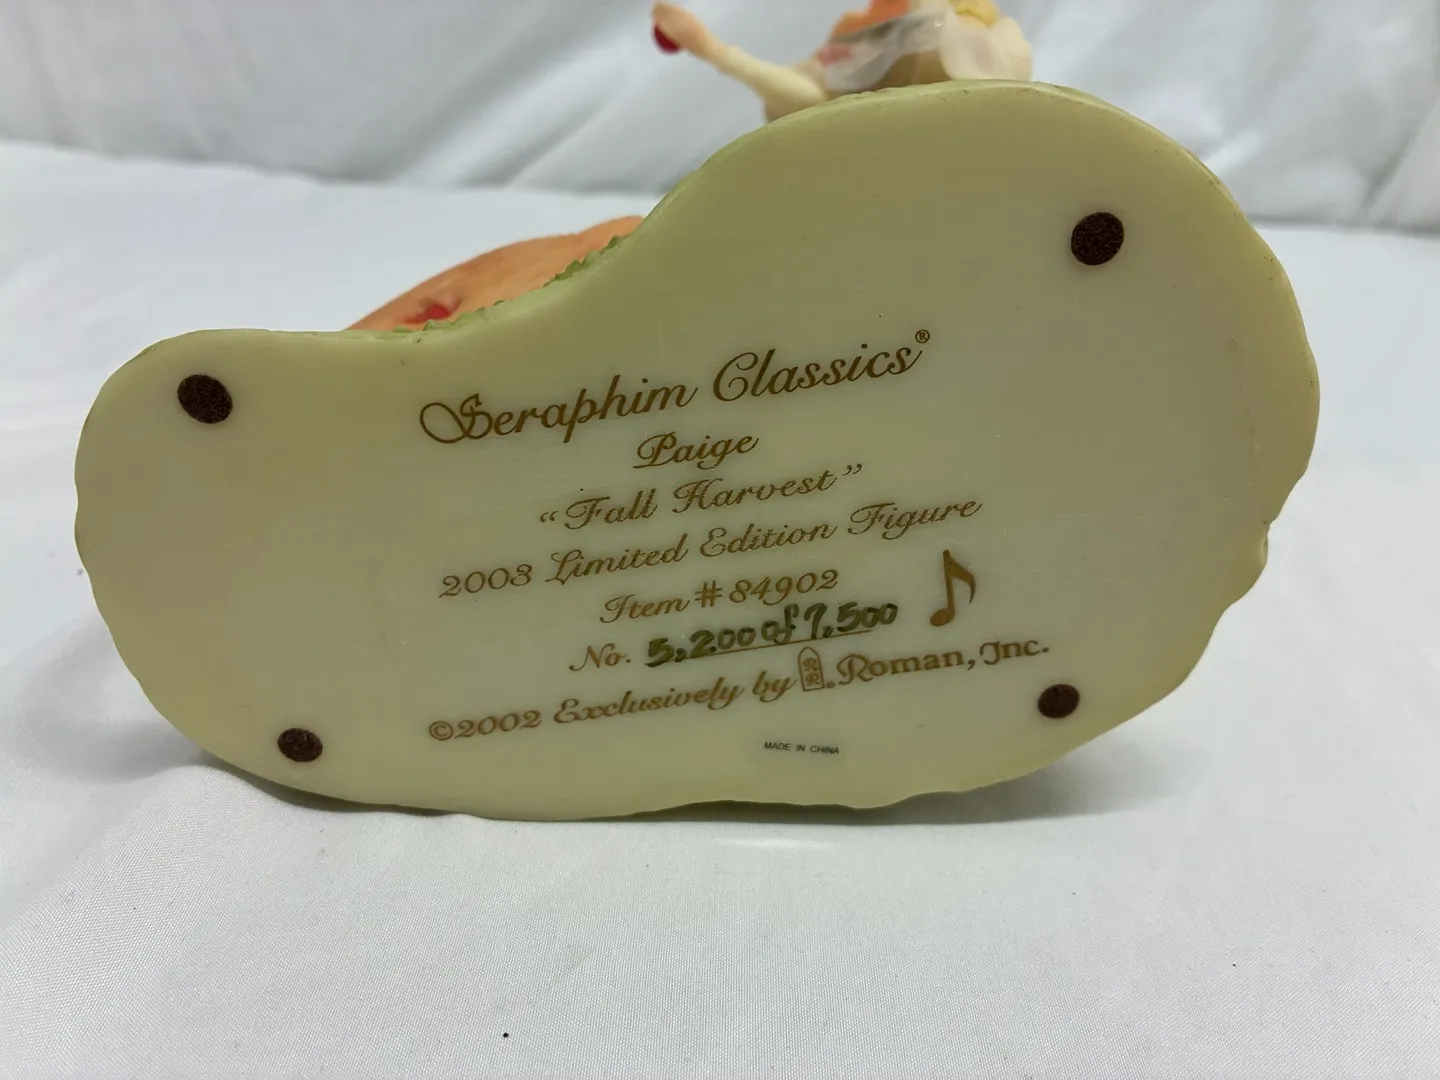 Seraphim Classics®
Paige
"Fall Harvest"
2003 Limited Edition Figure
Item # 84902
No. 5,200 of 7,500
©2002 Exclusively by RR. Roman, Inc.
MADE IN CHINA